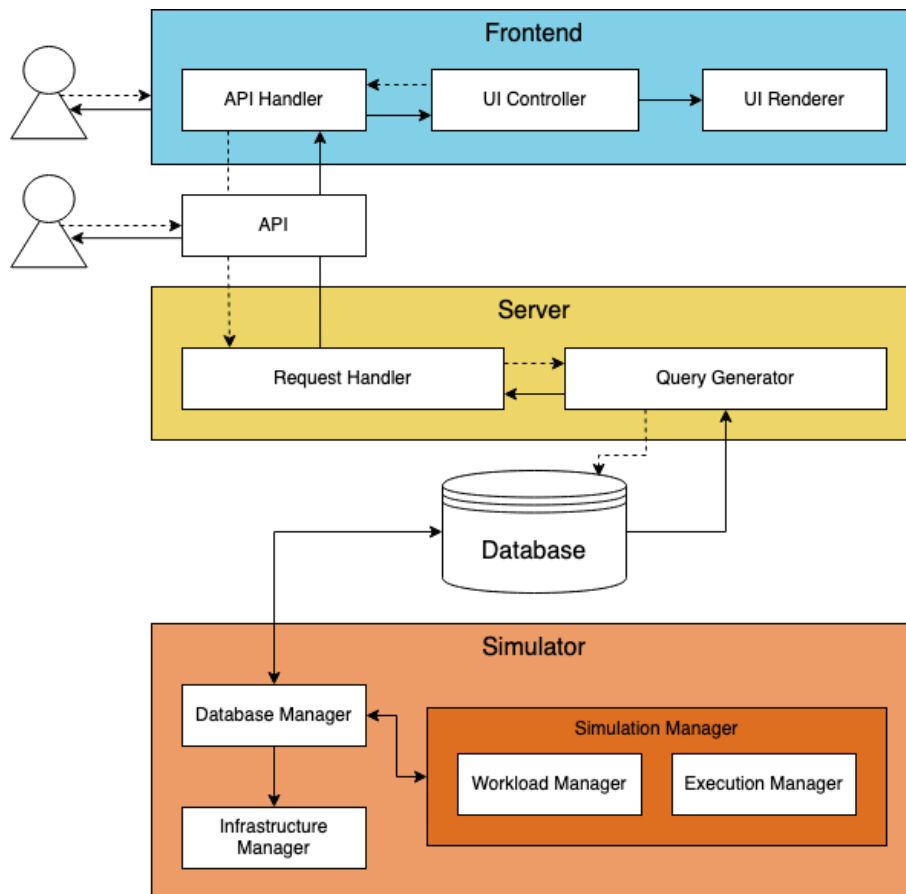 Frontend
API Handler
UI Controller
UI Renderer
API
Server
Request Handler
Query Generator
Database
Simulator
Database Manager
Simulation Manager
Workload Manager
Execution Manager
Infrastructure
Manager